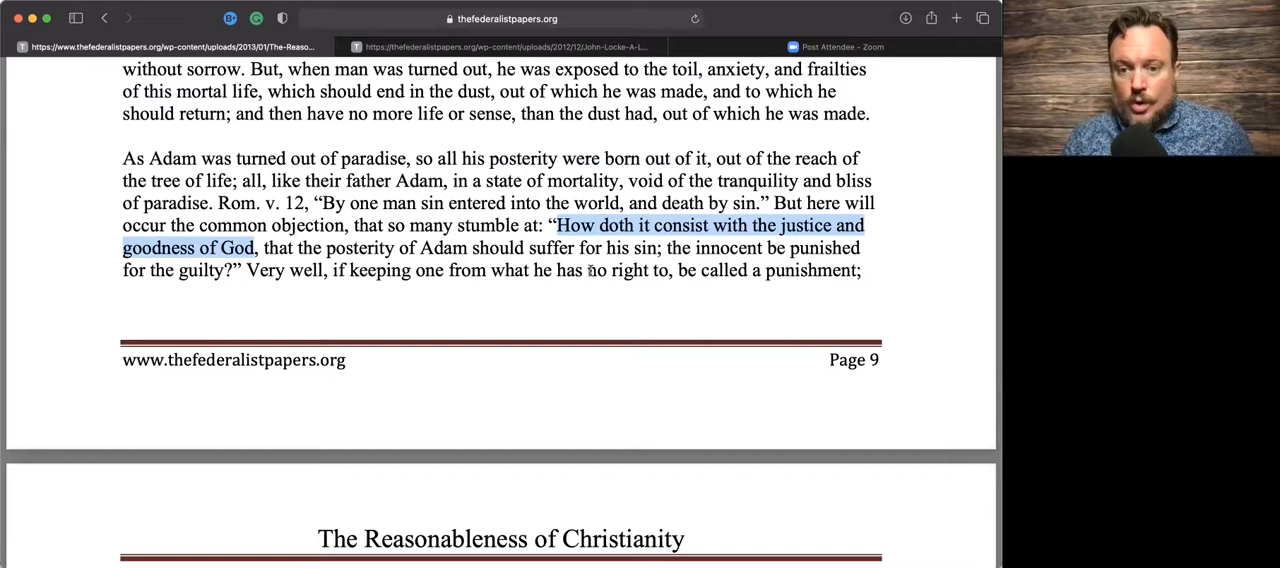 thefederalistpapers.org
https://www.thefederalistpapers.org/wp-content/uploads/2013/01/The-Reaso...
https://thefederalistpapers.org/wp-content/uploads/2012/12/John-Locke-A-L...
Post Attendee - Zoom
without sorrow. But, when man was turned out, he was exposed to the toil, anxiety, and frailties
of this mortal life, which should end in the dust, out of which he was made, and to which he
should return; and then have no more life or sense, than the dust had, out of which he was made.
As Adam was turned out of paradise, so all his posterity were born out of it, out of the reach of
the tree of life; all, like their father Adam, in a state of mortality, void of the tranquility and bliss
of paradise. Rom. v. 12, “By one man sin entered into the world, and death by sin.” But here will
occur the common objection, that so many stumble at: “How doth it consist with the justice and
goodness of God, that the posterity of Adam should suffer for his sin; the innocent be punished
for the guilty?” Very well, if keeping one from what he has no right to, be called a punishment;
www.thefederalistpapers.org
Page 9
The Reasonableness of Christianity